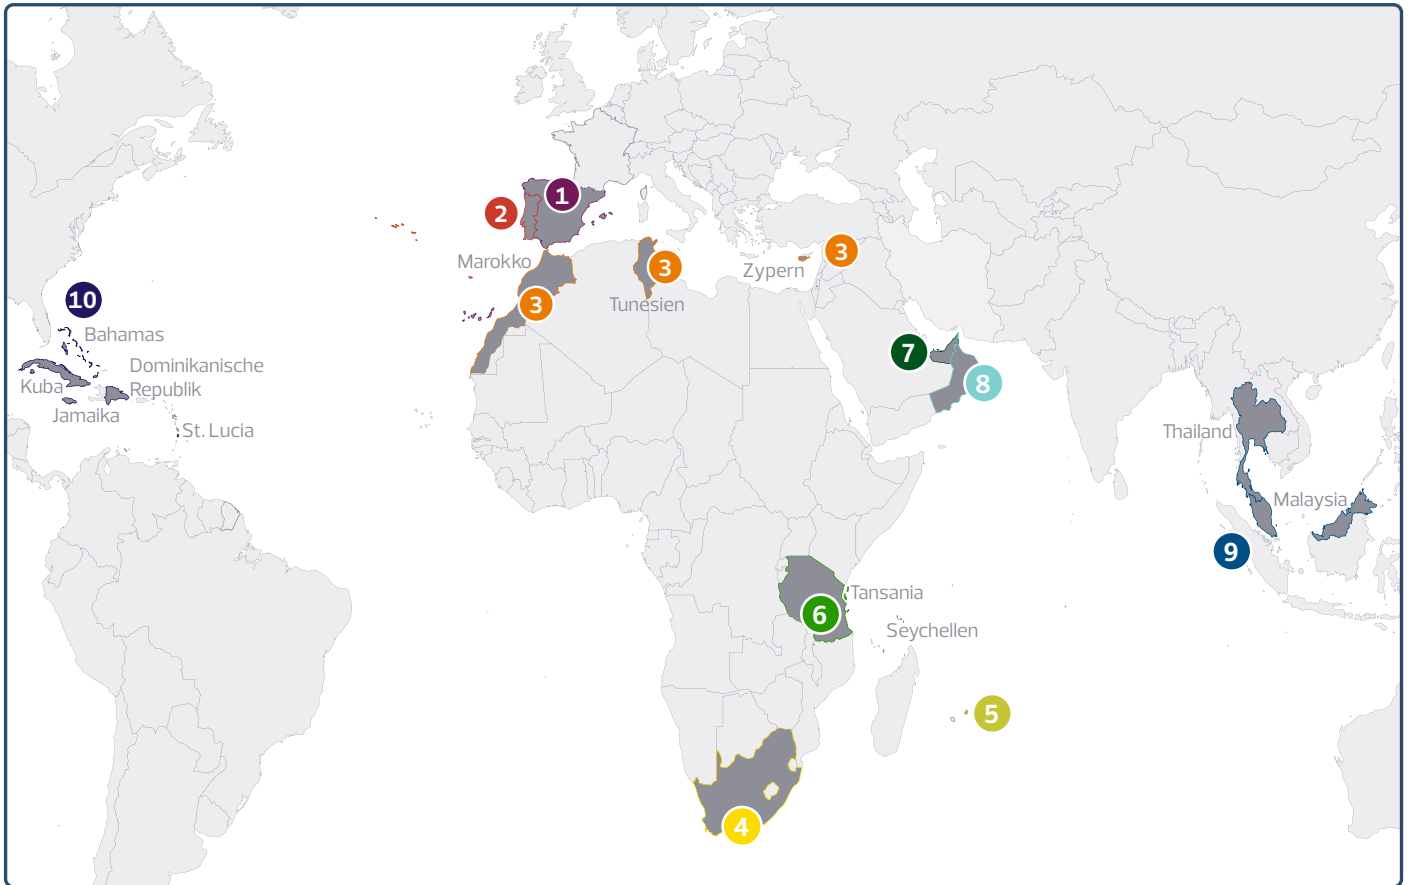 1
2
Marokko
3
3
Tunesien
Zypern
3
10
Bahamas
Dominikanische
Republik
Kuba
Jamaika
St. Lucia
7
8
Thailand
Malaysia
9
6
Tansania
Seychellen
5
4